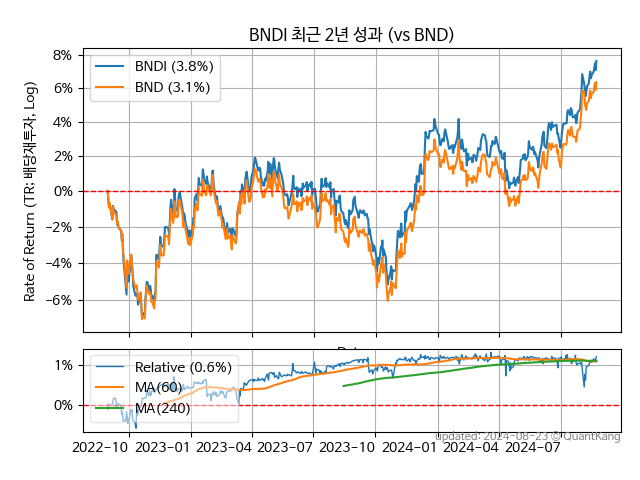 BNDI 최근 2년 성과 (vs BND)
Rate of Return (TR: 배당재투자, Log)
8%
6%
4%
2%
0%
−2%
−4%
−6%
BNDI (3.8%)
BND (3.1%)
1%
0%
Relative (0.6%)
MA(60)
MA(240)
2022−10 2023−01 2023−04 2023−07 2023−10 2024−01 2024−04 2024−07
updated: 2024-08-23 © QuantKang